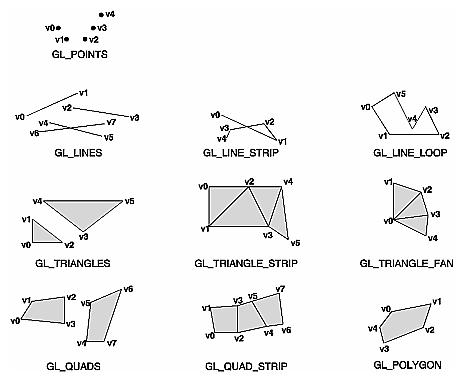 v4
v0 v3
v1 v2
GL_POINTS
v1
v2
v0 v4 v7 v3
v6 v5
GL_LINES
v0
v3 v2
v4 v1
GL_LINE_STRIP
v5
v0 v3
v4
v1 v2
GL_LINE_LOOP
v4 v5
v1
v3
v0 v2
GL_TRIANGLES
v0 v2 v4
v1 v3
v5
GL_TRIANGLE_STRIP
v1
v2
v0 v3
v4
GL_TRIANGLE_FAN
v1 v2
v0 v3
v6
v5
v4 v7
GL_QUADS
v1 v3 v5 v7
v0 v2 v4 v6
GL_QUAD_STRIP
v0 v1
v4 v2
v3
GL_POLYGON